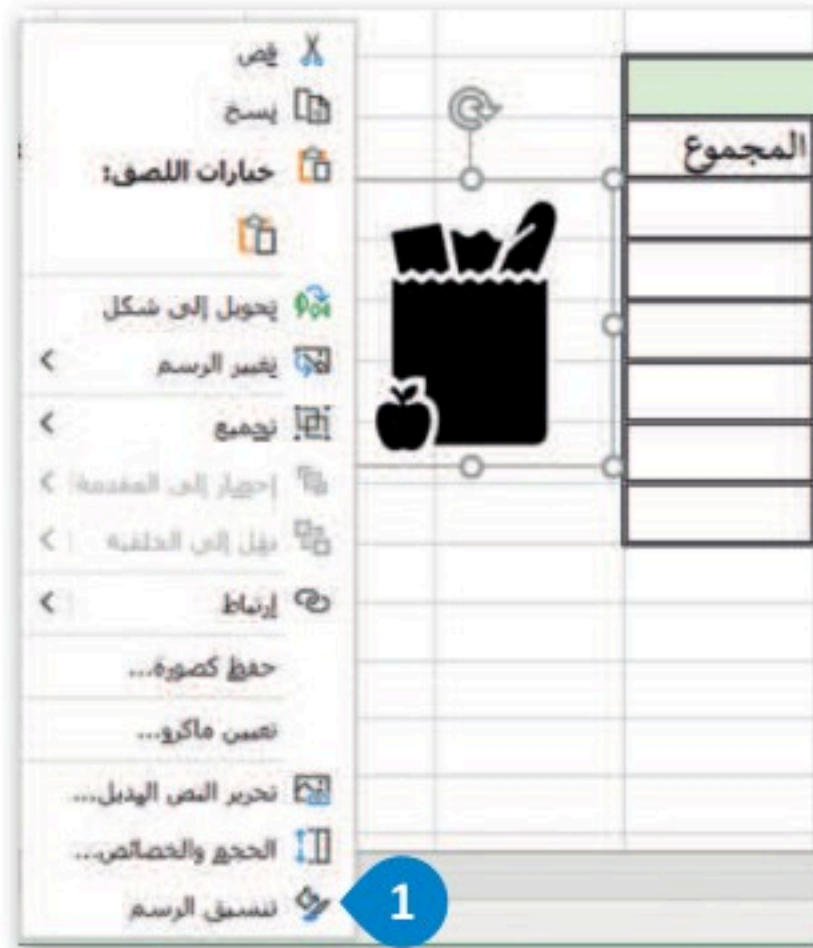 قص
نسخ
خيارات اللصق:
تحويل إلى شكل
تغيير الرسم
تجميع
إحضار إلى المقدمة
نقل إلى الخلفية
ارتباط
حفظ كصورة...
تعيين ماكرو...
تحرير النص البديل...
الحجم والخصائص...
تنسيق الرسم
1
المجموع